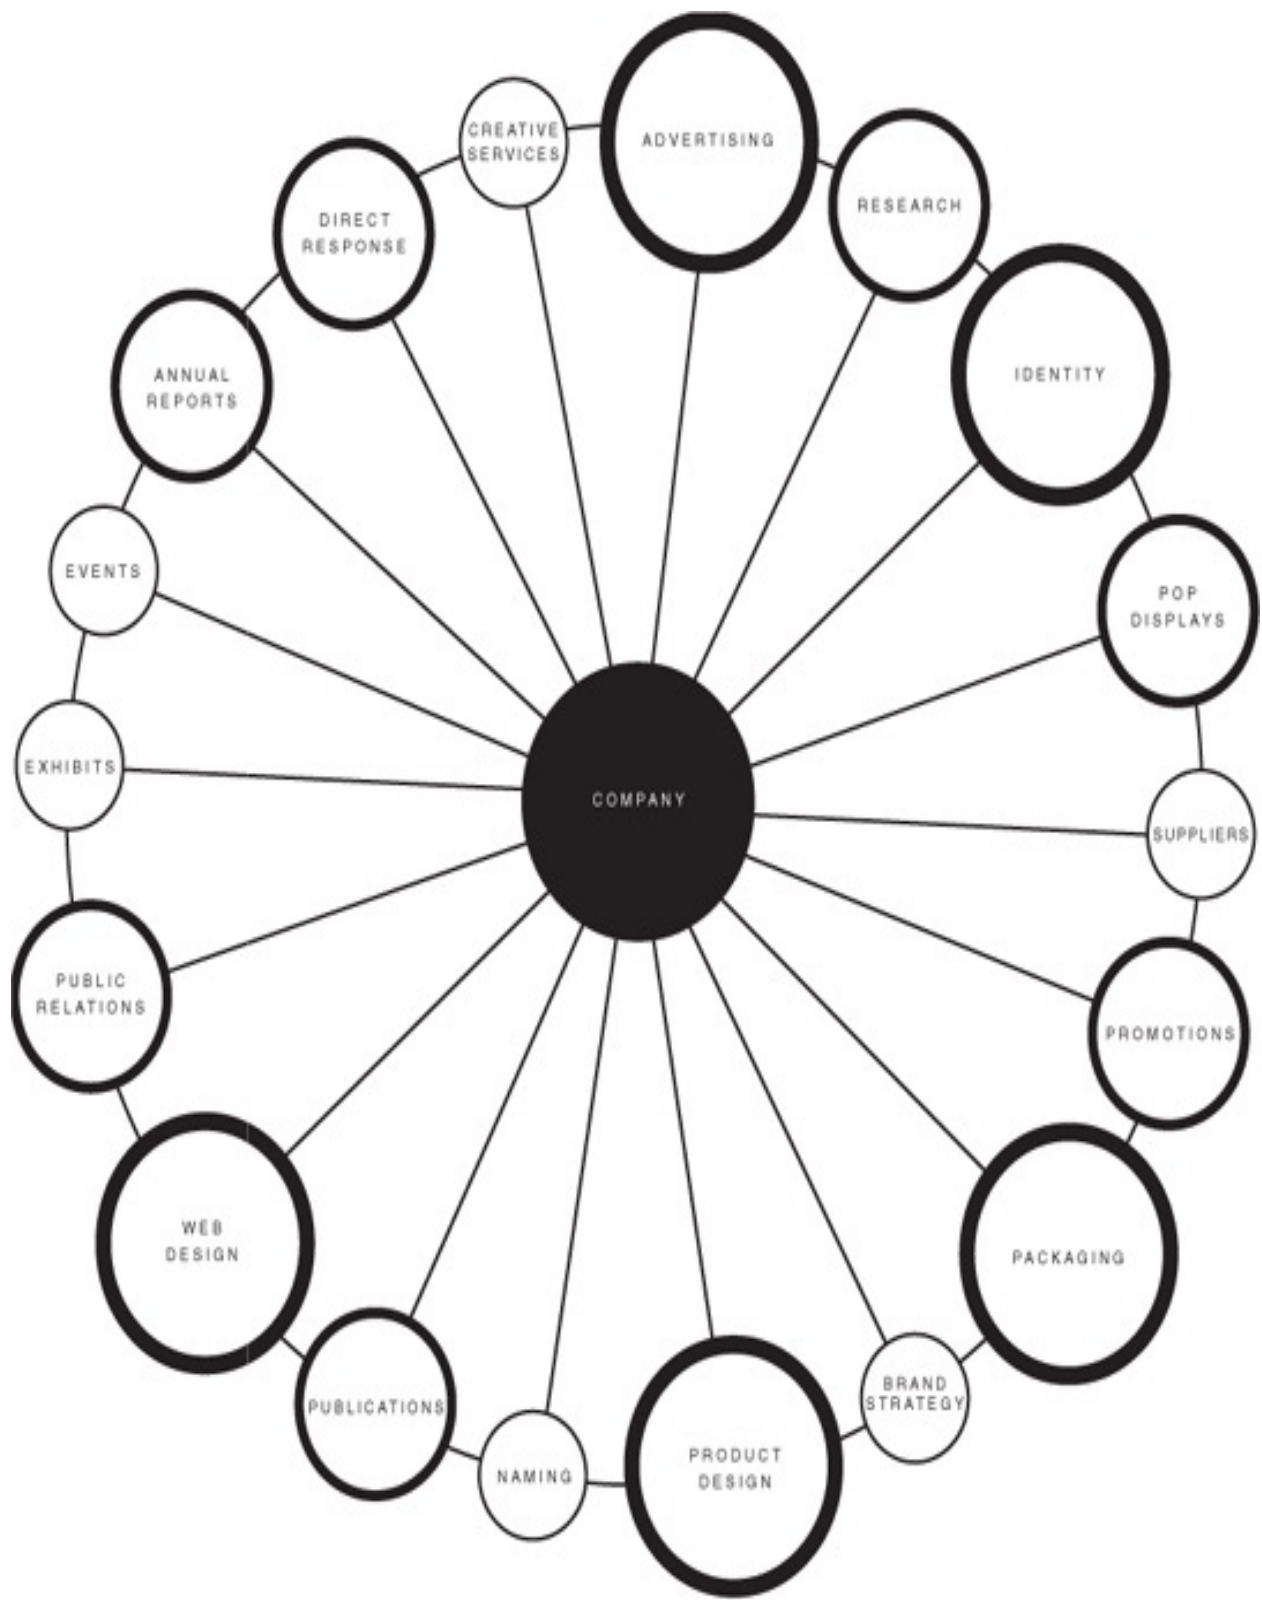 ADVERTISING
CREATIVE
SERVICES
RESEARCH
DIRECT
RESPONSE
IDENTITY
ANNUAL
REPORTS
EVENTS
POP
DISPLAYS
EXHIBITS
COMPANY
SUPPLIERS
PUBLIC
RELATIONS
PROMOTIONS
WEB
DESIGN
PACKAGING
PUBLICATIONS
BRAND
STRATEGY
NAMING
PRODUCT
DESIGN